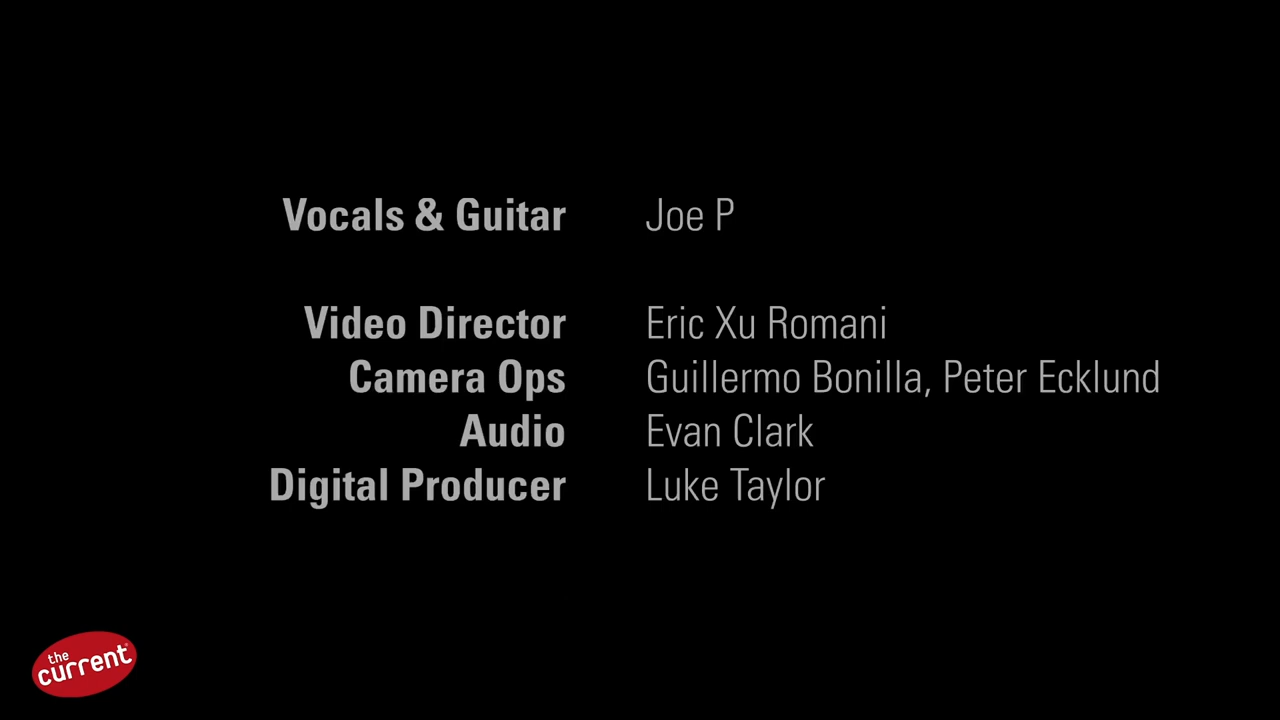 Vocals & Guitar Joe P
Video Director Eric Xu Romani
Camera Ops Guillermo Bonilla, Peter Ecklund
Audio Evan Clark
Digital Producer Luke Taylor
the
current